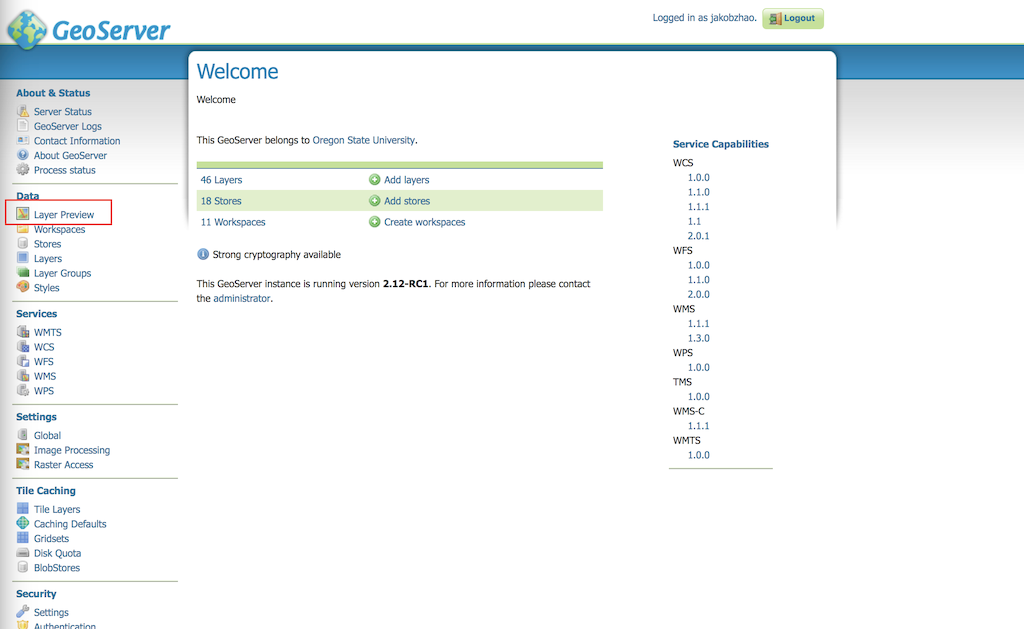 GeoServer
Logged in as jakobzhao.
Logout
About & Status
Server Status
GeoServer Logs
Contact Information
About GeoServer
Process status
Data
Layer Preview
Workspaces
Stores
Layers
Layer Groups
Styles
Services
WMTS
WCS
WFS
WMS
WPS
Settings
Global
Image Processing
Raster Access
Tile Caching
Tile Layers
Caching Defaults
Gridsets
Disk Quota
BlobStores
Security
Settings
Authentication
Welcome
Welcome
This GeoServer belongs to Oregon State University.
46 Layers Add layers
18 Stores Add stores
11 Workspaces Create workspaces
Strong cryptography available
This GeoServer instance is running version 2.12-RC1. For more information please contact
the administrator.
Service Capabilities
WCS
1.0.0
1.1.0
1.1.1
1.1
2.0.1
WFS
1.0.0
1.1.0
2.0.0
WMS
1.1.1
1.3.0
WPS
1.0.0
TMS
1.0.0
WMS-C
1.1.1
WMTS
1.0.0